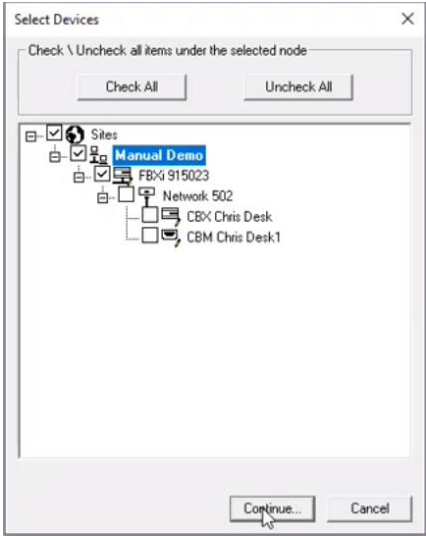 Select Devices
Check \ Uncheck all items under the selected node
Check All
Uncheck All
Sites
Manual Demo
FBXi 915023
Network 502
CBX Chris Desk
CBM Chris Desk1
Continue...
Cancel